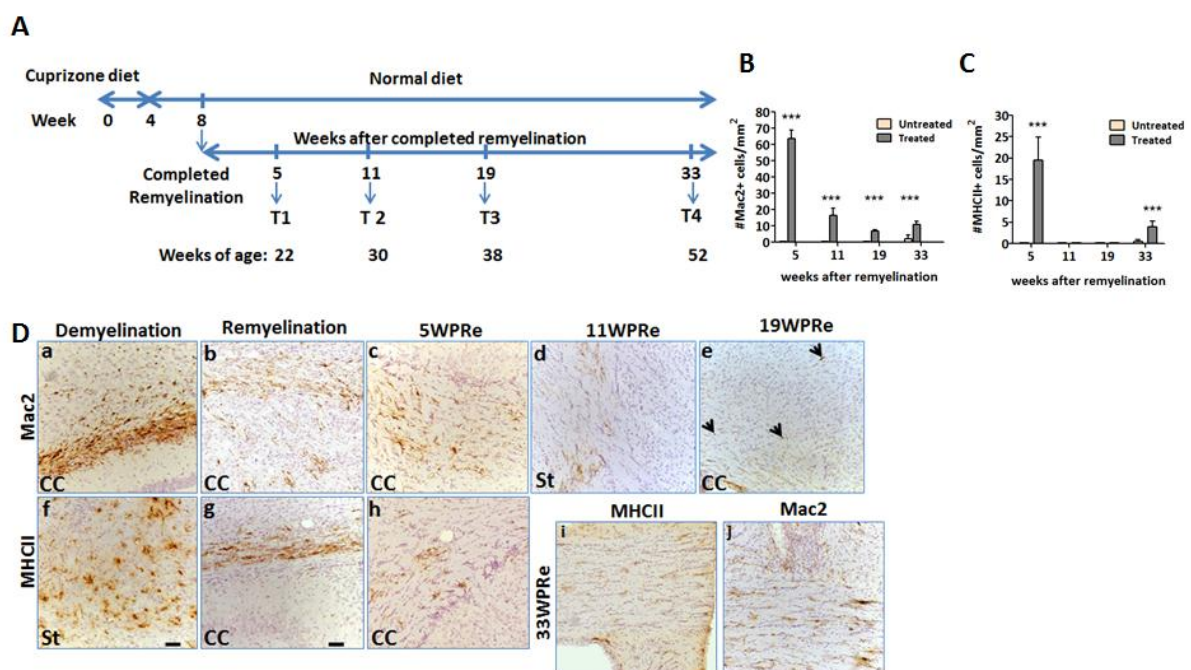 A
Cuprizone diet
Normal diet
Week 0 4 8
Weeks after completed remyelination
Completed Remyelination
5 11 19 33
T1 T 2 T3 T4
Weeks of age: 22 30 38 52
B
#Mac2+ cells/mm²
80
70
60
50
40
30
20
10
0
***
***
***
***
Untreated
Treated
5 11 19 33
weeks after remyelination
C
#MHCII+ cells/mm²
30
25
20
15
10
5
0
***
***
Untreated
Treated
5 11 19 33
weeks after remyelination
D
Demyelination Remyelination 5WPRe 11WPRe 19WPRe
Mac2
a b c d e
CC CC CC St CC
MHCII
f g h
St CC CC
MHCII Mac2
33WPRe
i j